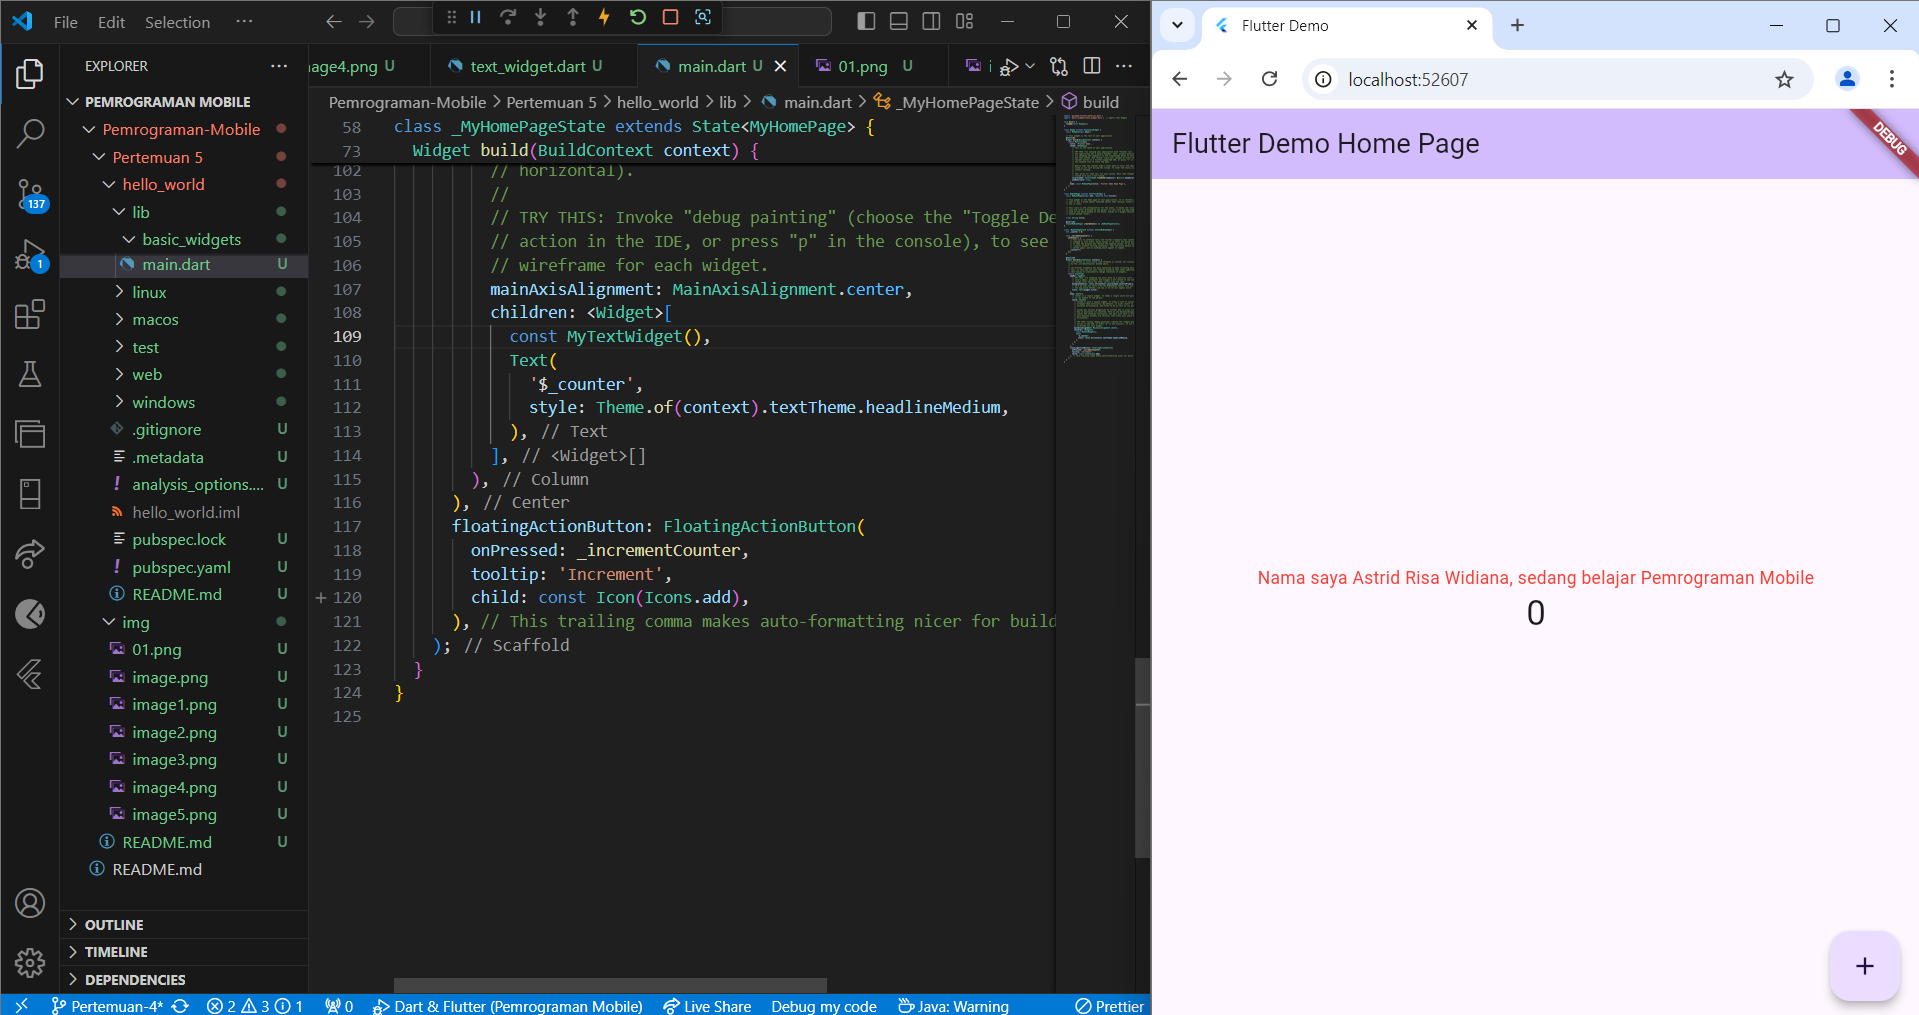 File Edit Selection ···
EXPLORER
PEMROGRAMAN MOBILE
Pemrograman-Mobile
Pertemuan 5
hello_world
lib
basic_widgets
main.dart U
linux
macos
test
web
windows
.gitignore U
.metadata U
analysis_options.... U
hello_world.iml
pubspec.lock U
pubspec.yaml U
README.md U
img
01.png U
image.png U
image1.png U
image2.png U
image3.png U
image4.png U
image5.png U
README.md U
README.md
OUTLINE
TIMELINE
DEPENDENCIES
137
1
age4.png U text_widget.dart U main.dart U 01.png U i
Pemrograman-Mobile > Pertemuan 5 > hello_world > lib > main.dart > _MyHomePageState > build
58 class _MyHomePageState extends State<MyHomePage> {
73 Widget build(BuildContext context) {
102 // horizontal).
103 //
104 // TRY THIS: Invoke "debug painting" (choose the "Toggle De
105 // action in the IDE, or press "p" in the console), to see
106 // wireframe for each widget.
107 mainAxisAlignment: MainAxisAlignment.center,
108 children: <Widget>[
109 const MyTextWidget(),
110 Text(
111 '$_counter',
112 style: Theme.of(context).textTheme.headlineMedium,
113 ), // Text
114 ], // <Widget>[]
115 ), // Column
116 ), // Center
117 floatingActionButton: FloatingActionButton(
118 onPressed: _incrementCounter,
119 tooltip: 'Increment',
120 child: const Icon(Icons.add),
121 ), // This trailing comma makes auto-formatting nicer for build
122 ); // Scaffold
123 }
124 }
125
Pertemuan-4* 2 3 1 0 Dart & Flutter (Pemrograman Mobile) Live Share Debug my code Java: Warning Prettier
Flutter Demo
localhost:52607
Flutter Demo Home Page
DEBUG
Nama saya Astrid Risa Widiana, sedang belajar Pemrograman Mobile
0
+